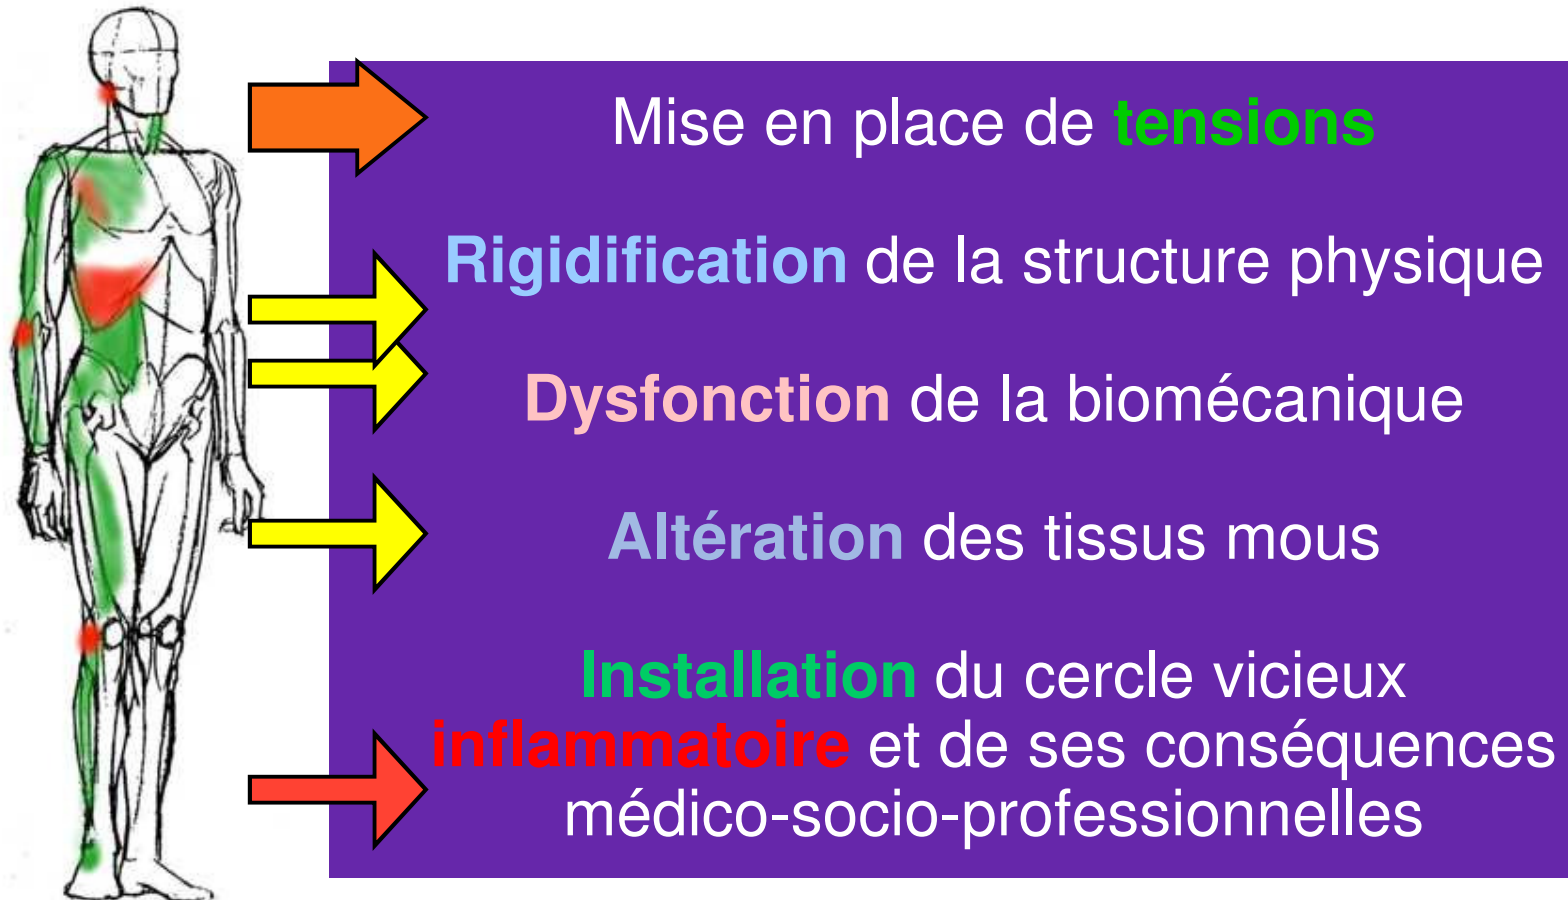 Mise en place de tensions
Rigidification de la structure physique
Dysfonction de la biomécanique
Altération des tissus mous
Installation du cercle vicieux
inflammatoire et de ses conséquences
médico-socio-professionnelles